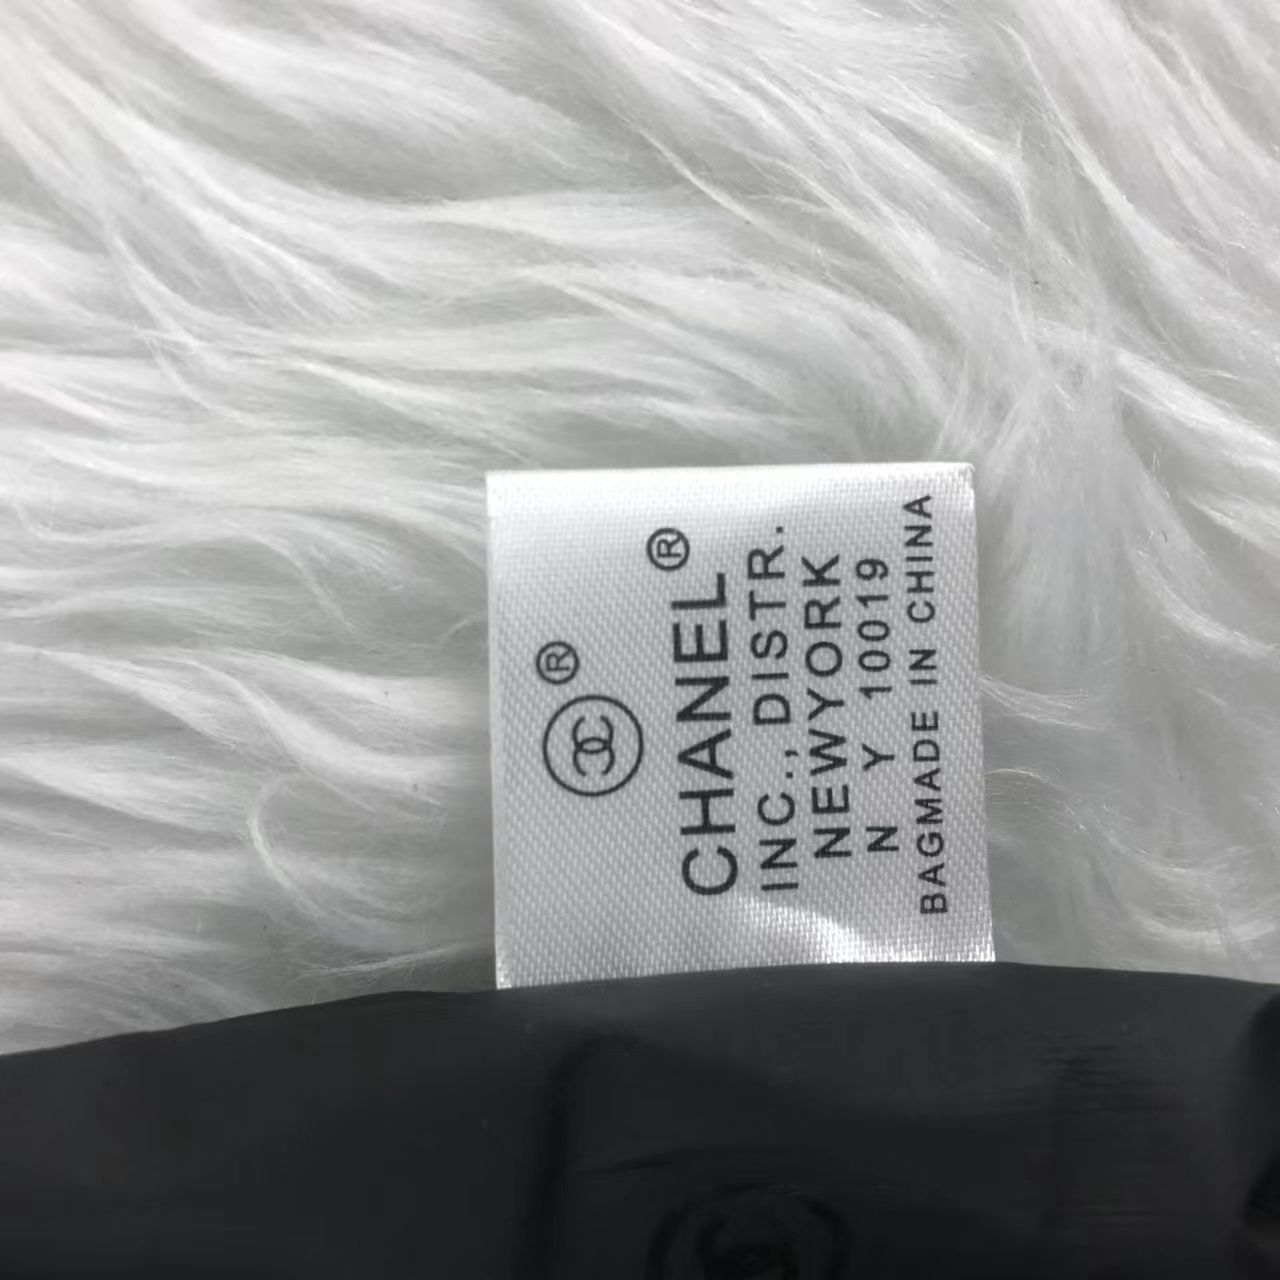 ®
CHANEL®
INC., DISTR.
NEWYORK
N Y 10019
BAGMADE IN CHINA